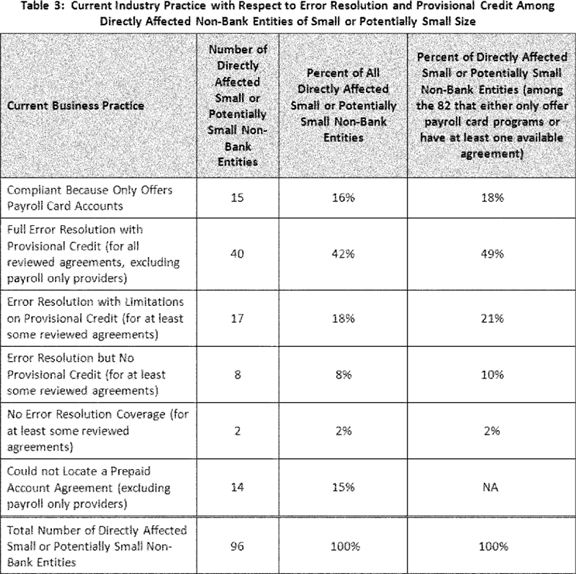 Table 3: Current Industry Practice with Respect to Error Resolution and Provisional Credit Among
Directly Affected Non-Bank Entities of Small or Potentially Small Size
Current Business Practice
Number of
Directly
Affected
Small or
Potentially
Small Non-
Bank
Entities
Percent of All
Directly Affected
Small or Potentially
Small Non-Bank
Entities
Percent of Directly Affected
Small or Potentially Small
Non-Bank Entities (among
the 82 that either only offer
payroll card programs or
have at least one available
agreement)
Compliant Because Only Offers
Payroll Card Accounts
15
16%
18%
Full Error Resolution with
Provisional Credit (for all
reviewed agreements, excluding
payroll only providers)
40
42%
49%
Error Resolution with Limitations
on Provisional Credit (for at least
some reviewed agreements)
17
18%
21%
Error Resolution but No
Provisional Credit (for at least
some reviewed agreements)
8
8%
10%
No Error Resolution Coverage (for
at least some reviewed
agreements)
2
2%
2%
Could not Locate a Prepaid
Account Agreement (excluding
payroll only providers)
14
15%
NA
Total Number of Directly Affected
Small or Potentially Small Non-
Bank Entities
96
100%
100%